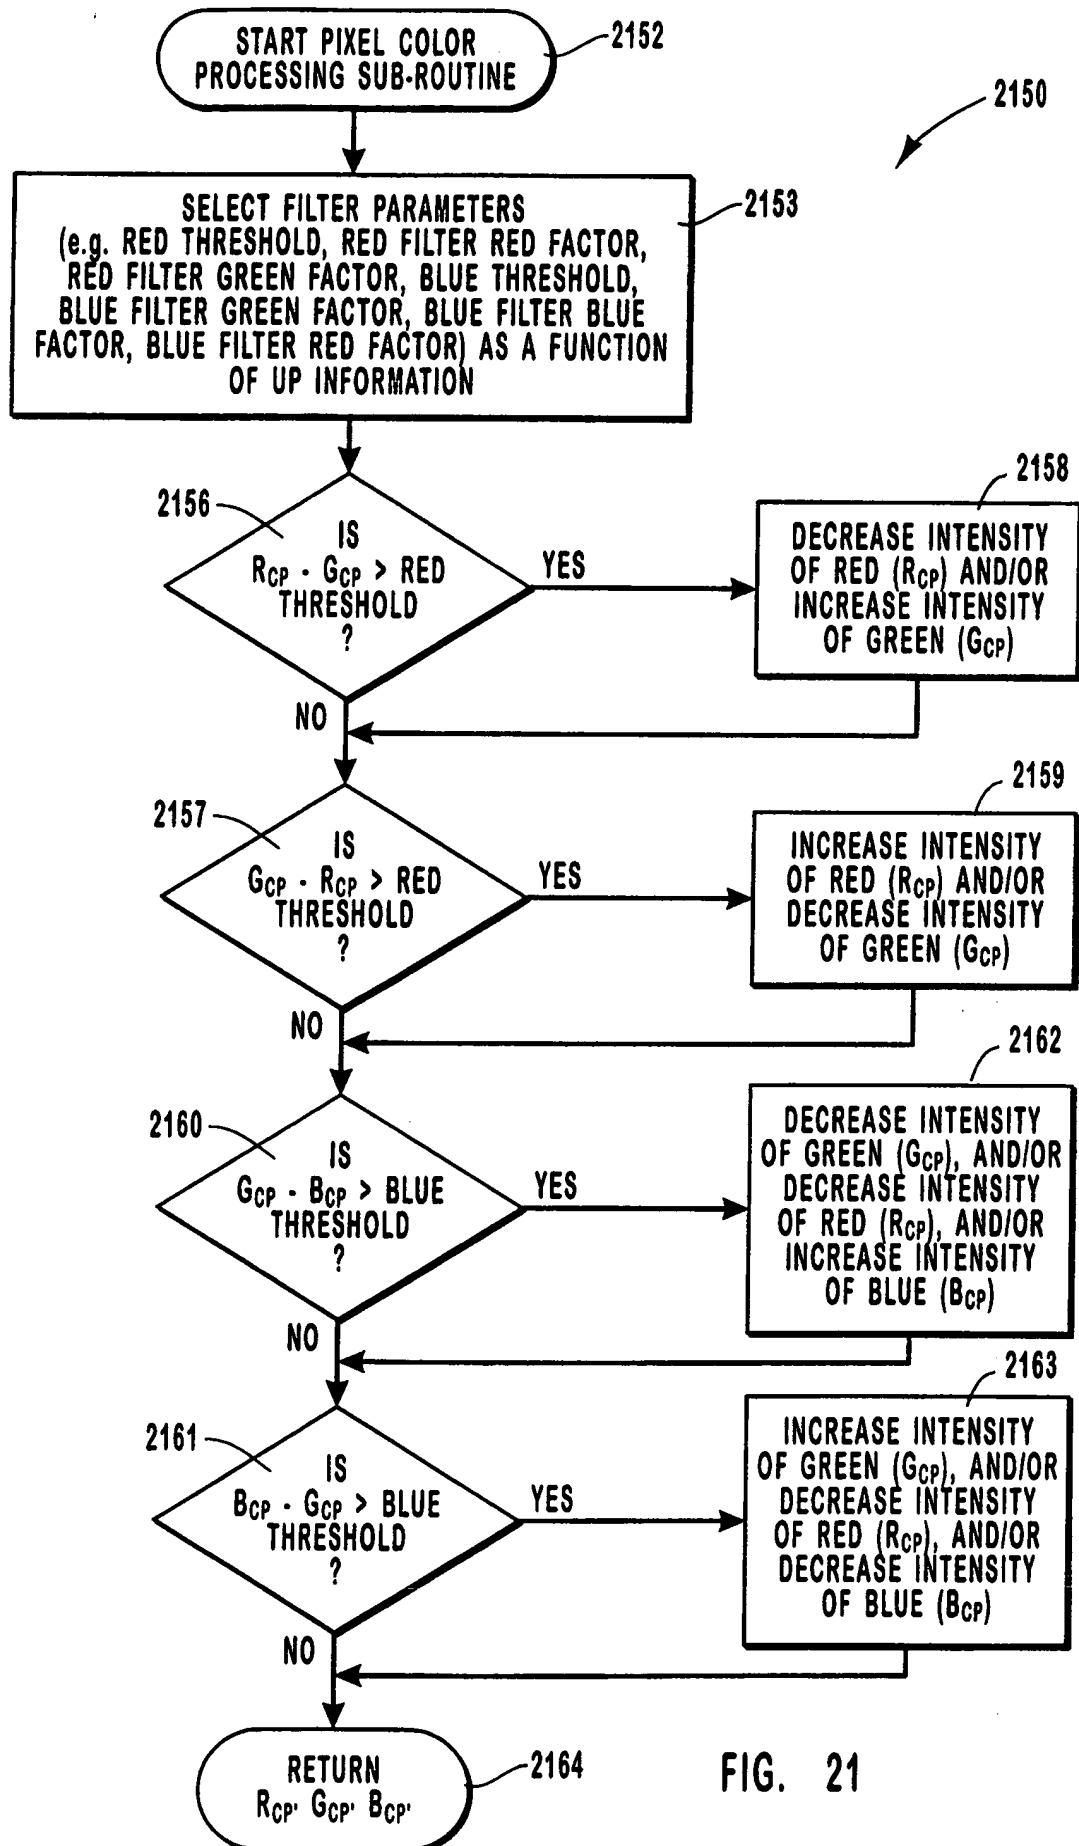 START PIXEL COLOR
PROCESSING SUB-ROUTINE
2152
2150
SELECT FILTER PARAMETERS
(e.g. RED THRESHOLD, RED FILTER RED FACTOR,
RED FILTER GREEN FACTOR, BLUE THRESHOLD,
BLUE FILTER GREEN FACTOR, BLUE FILTER BLUE
FACTOR, BLUE FILTER RED FACTOR) AS A FUNCTION
OF UP INFORMATION
2153
2156
IS
RCP - GCP > RED
THRESHOLD
?
YES
NO
2158
DECREASE INTENSITY
OF RED (RCP) AND/OR
INCREASE INTENSITY
OF GREEN (GCP)
2157
IS
GCP - RCP > RED
THRESHOLD
?
YES
NO
2159
INCREASE INTENSITY
OF RED (RCP) AND/OR
DECREASE INTENSITY
OF GREEN (GCP)
2160
IS
GCP - BCP > BLUE
THRESHOLD
?
YES
NO
2162
DECREASE INTENSITY
OF GREEN (GCP), AND/OR
DECREASE INTENSITY
OF RED (RCP), AND/OR
INCREASE INTENSITY
OF BLUE (BCP)
2161
IS
BCP - GCP > BLUE
THRESHOLD
?
YES
NO
2163
INCREASE INTENSITY
OF GREEN (GCP), AND/OR
DECREASE INTENSITY
OF RED (RCP), AND/OR
DECREASE INTENSITY
OF BLUE (BCP)
RETURN
RCP' GCP' BCP'
2164
FIG. 21